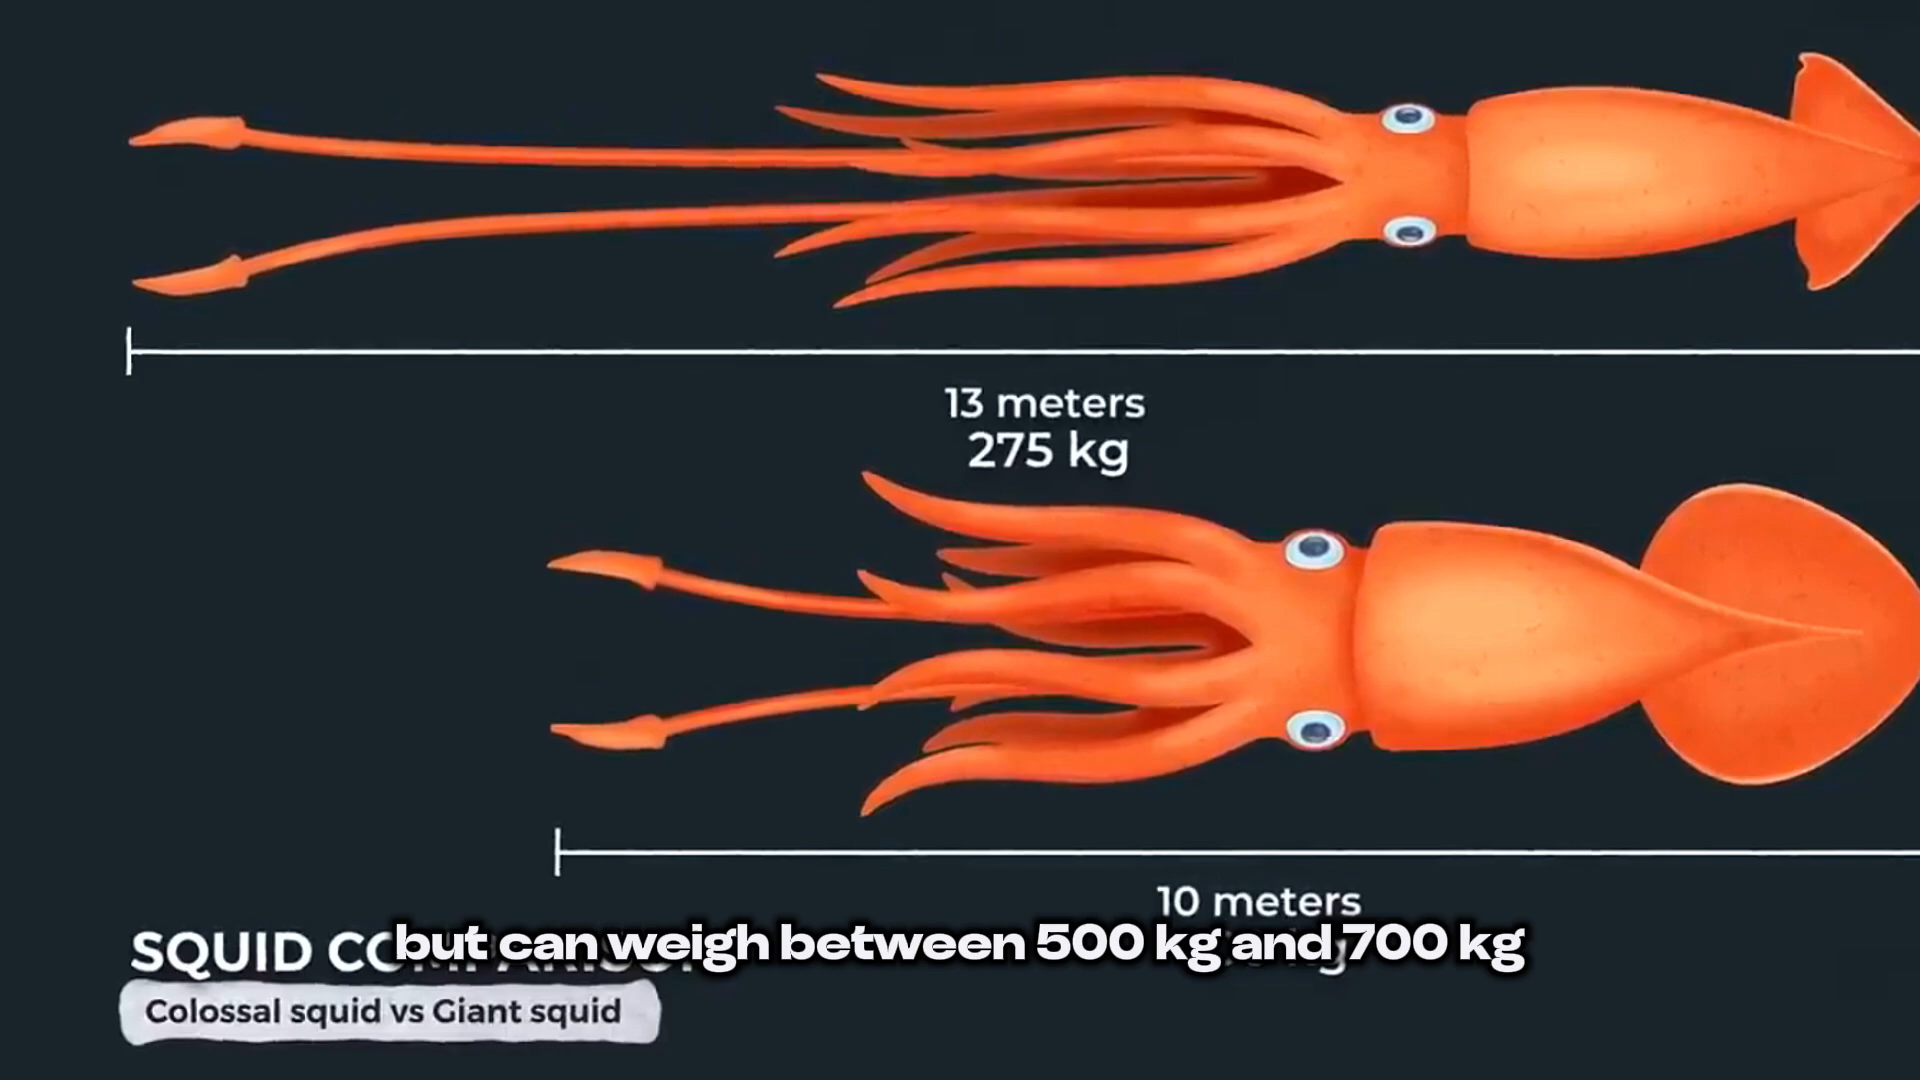 13 meters
275 kg
10 meters
but can weigh between 500 kg and 700 kg
SQUID
Colossal squid vs Giant squid